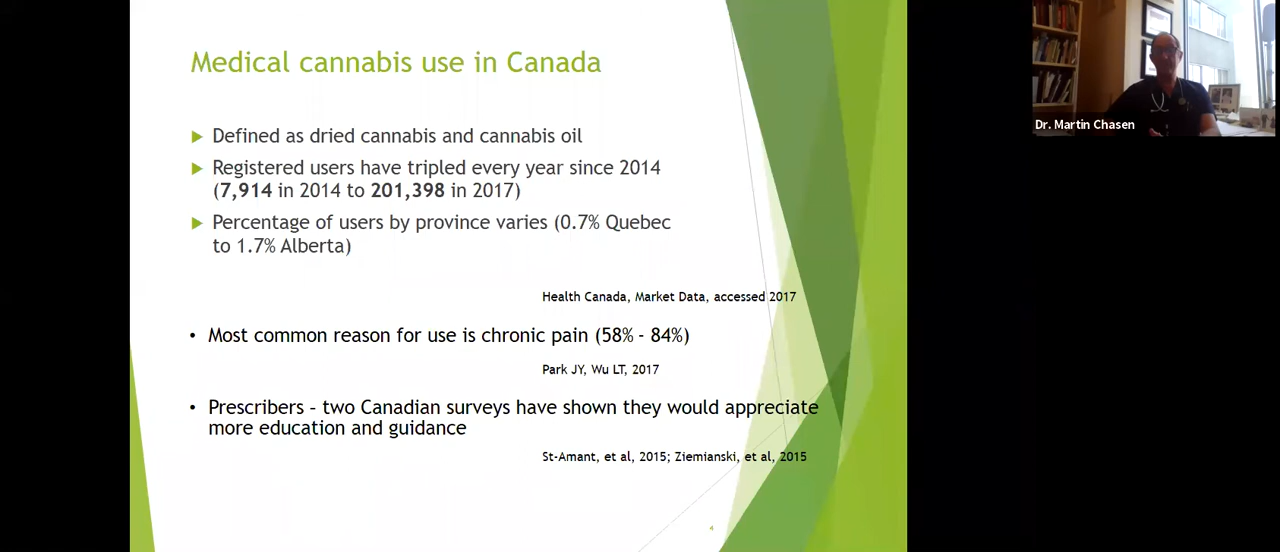 Medical cannabis use in Canada
Defined as dried cannabis and cannabis oil
Registered users have tripled every year since 2014
(7,914 in 2014 to 201,398 in 2017)
Percentage of users by province varies (0.7% Quebec
to 1.7% Alberta)
Health Canada, Market Data, accessed 2017
• Most common reason for use is chronic pain (58% - 84%)
Park JY, Wu LT, 2017
• Prescribers – two Canadian surveys have shown they would appreciate
more education and guidance
St-Amant, et al, 2015; Ziemianski, et al, 2015
4
Dr. Martin Chasen